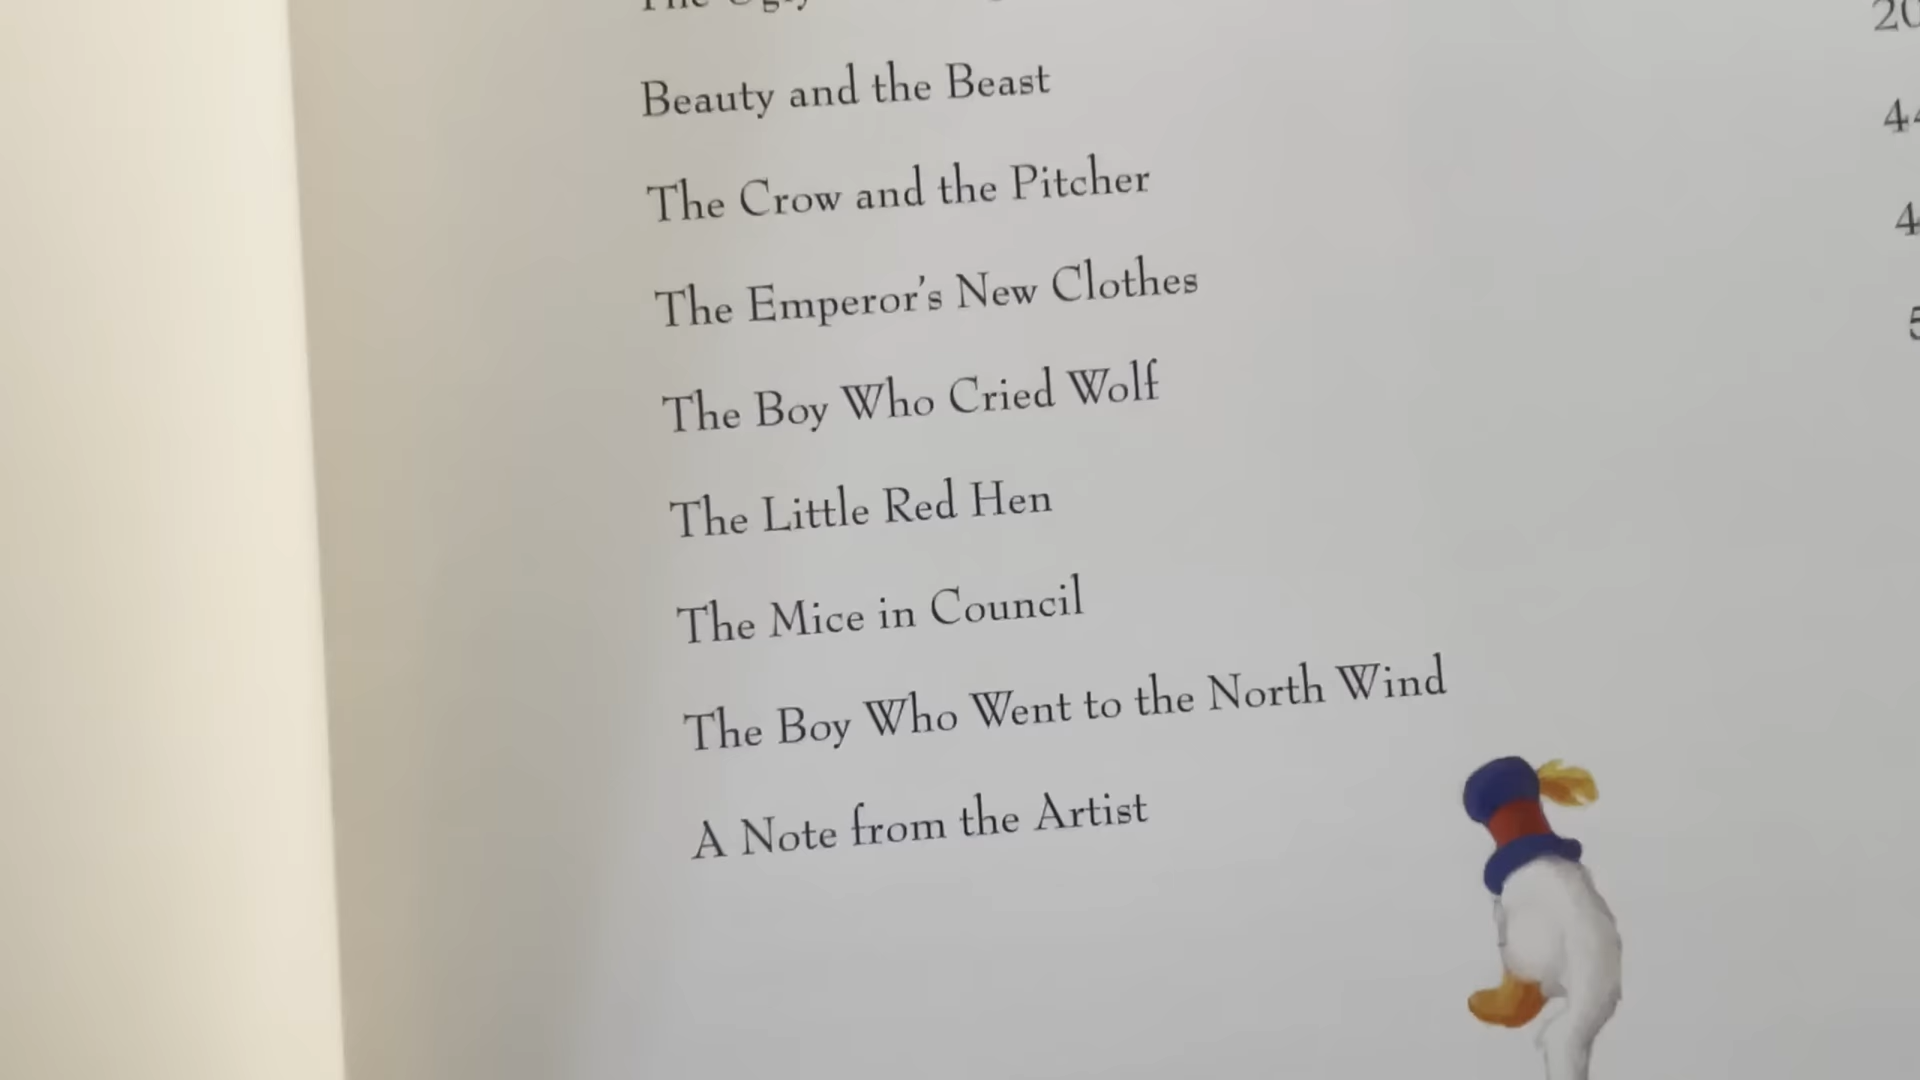 The Ugly
Beauty and the Beast
The Crow and the Pitcher
The Emperor's New Clothes
The Boy Who Cried Wolf
The Little Red Hen
The Mice in Council
The Boy Who Went to the North Wind
A Note from the Artist